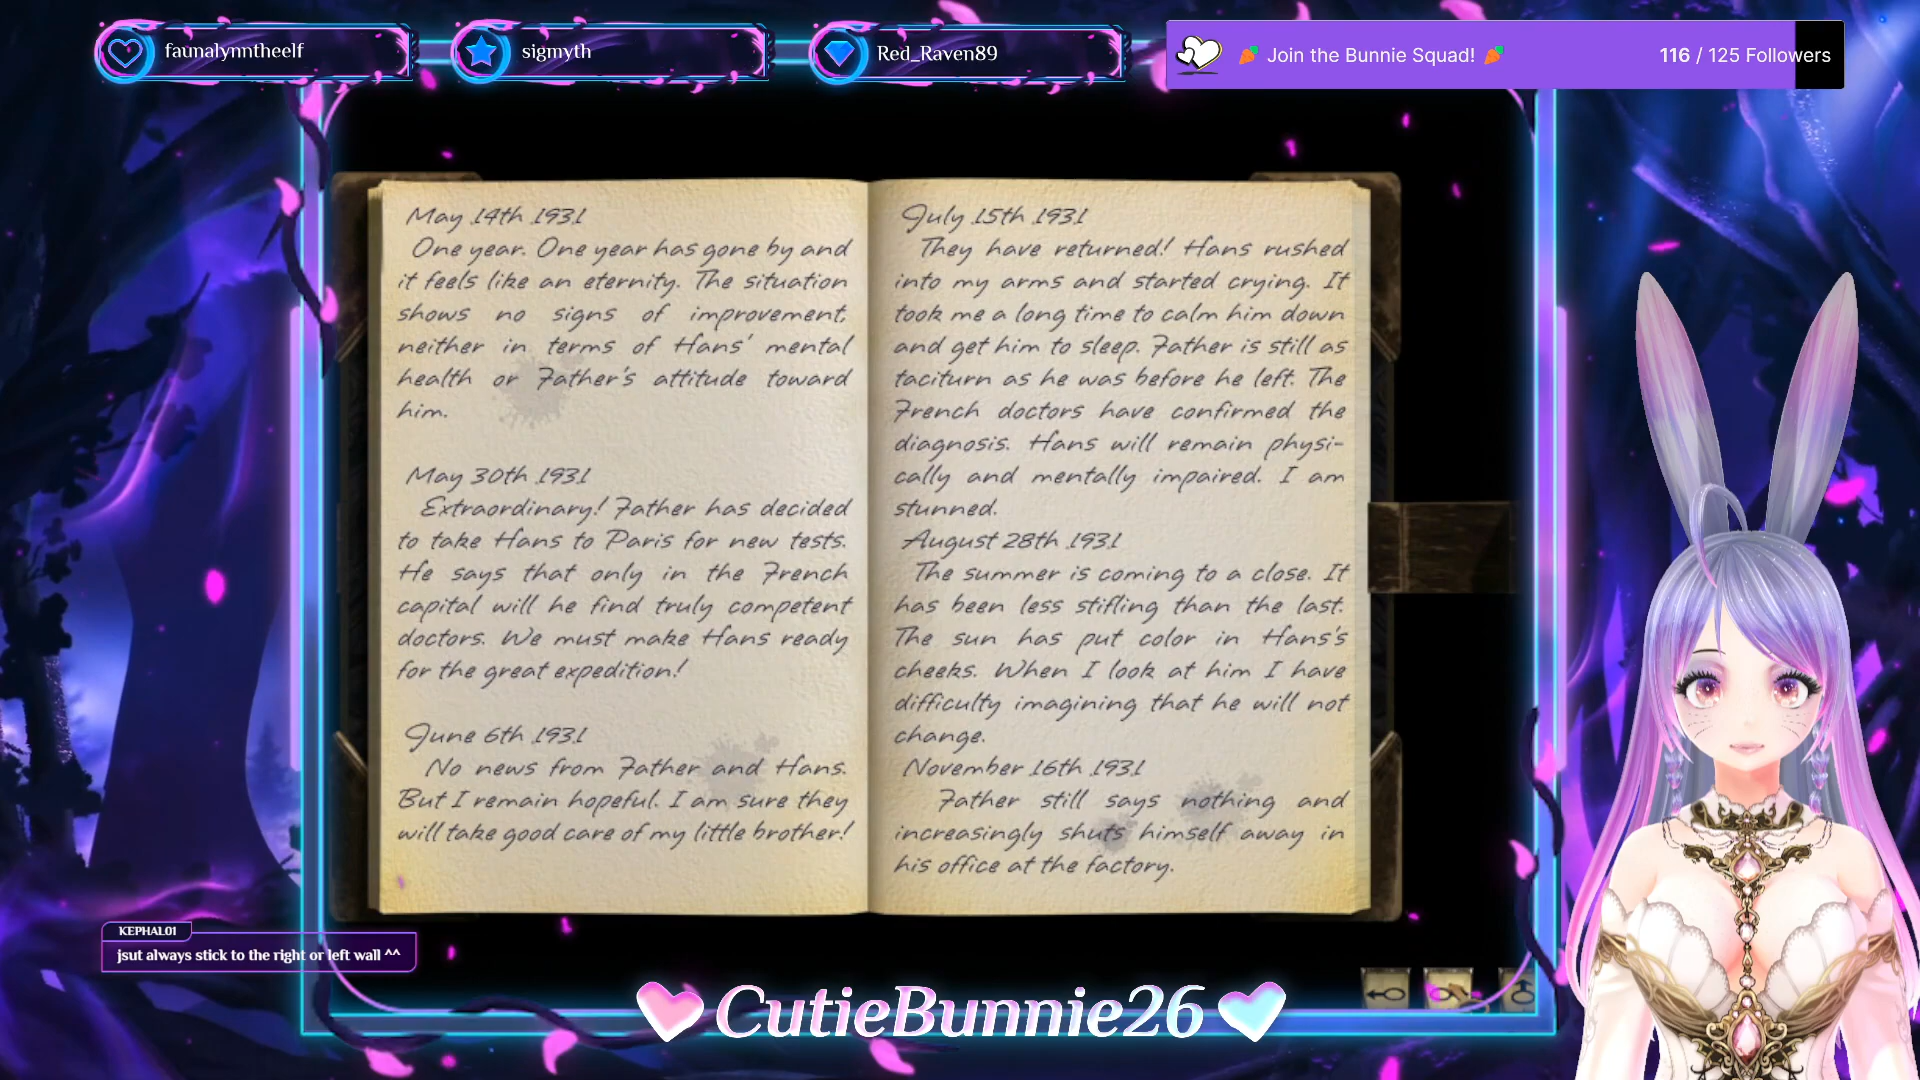 faunalynntheelf
sigmyth
Red_Raven89
Join the Bunnie Squad!
116 / 125 Followers
May 14th 1931
One year. One year has gone by and
it feels like an eternity. The situation
shows no signs of improvement,
neither in terms of Hans' mental
health or Father's attitude toward
him.
May 30th 1931
Extraordinary! Father has decided
to take Hans to Paris for new tests.
He says that only in the French
capital will he find truly competent
doctors. We must make Hans ready
for the great expedition!
June 6th 1931
No news from Father and Hans.
But I remain hopeful. I am sure they
will take good care of my little brother!
July 15th 1931
They have returned! Hans rushed
into my arms and started crying. It
took me a long time to calm him down
and get him to sleep. Father is still as
taciturn as he was before he left. The
French doctors have confirmed the
diagnosis. Hans will remain physi-
cally and mentally impaired. I am
stunned.
August 28th 1931
The summer is coming to a close. It
has been less stifling than the last.
The sun has put color in Hans's
cheeks. When I look at him I have
difficulty imagining that he will not
change.
November 16th 1931
Father still says nothing and
increasingly shuts himself away in
his office at the factory.
KEPHAL01
jsut always stick to the right or left wall ^^
CutieBunnie26